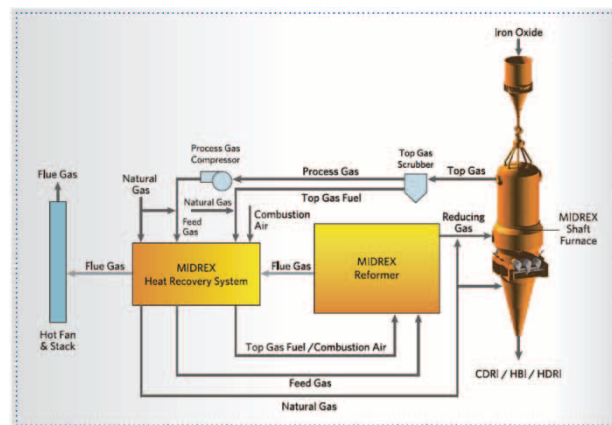 Iron Oxide
Process Gas
Compressor
Top Gas
Scrubber
Flue Gas
Natural
Gas
Process Gas
Top Gas
Natural Gas
Top Gas Fuel
Feed
Gas
Combustion
Air
Reducing
Gas
MIDREX
Shaft
Furnace
Flue Gas
MIDREX
Heat Recovery System
Flue Gas
MIDREX
Reformer
Hot Fan
& Stack
Top Gas Fuel /Combustion Air
Feed Gas
Natural Gas
CDRI / HBI / HDRI